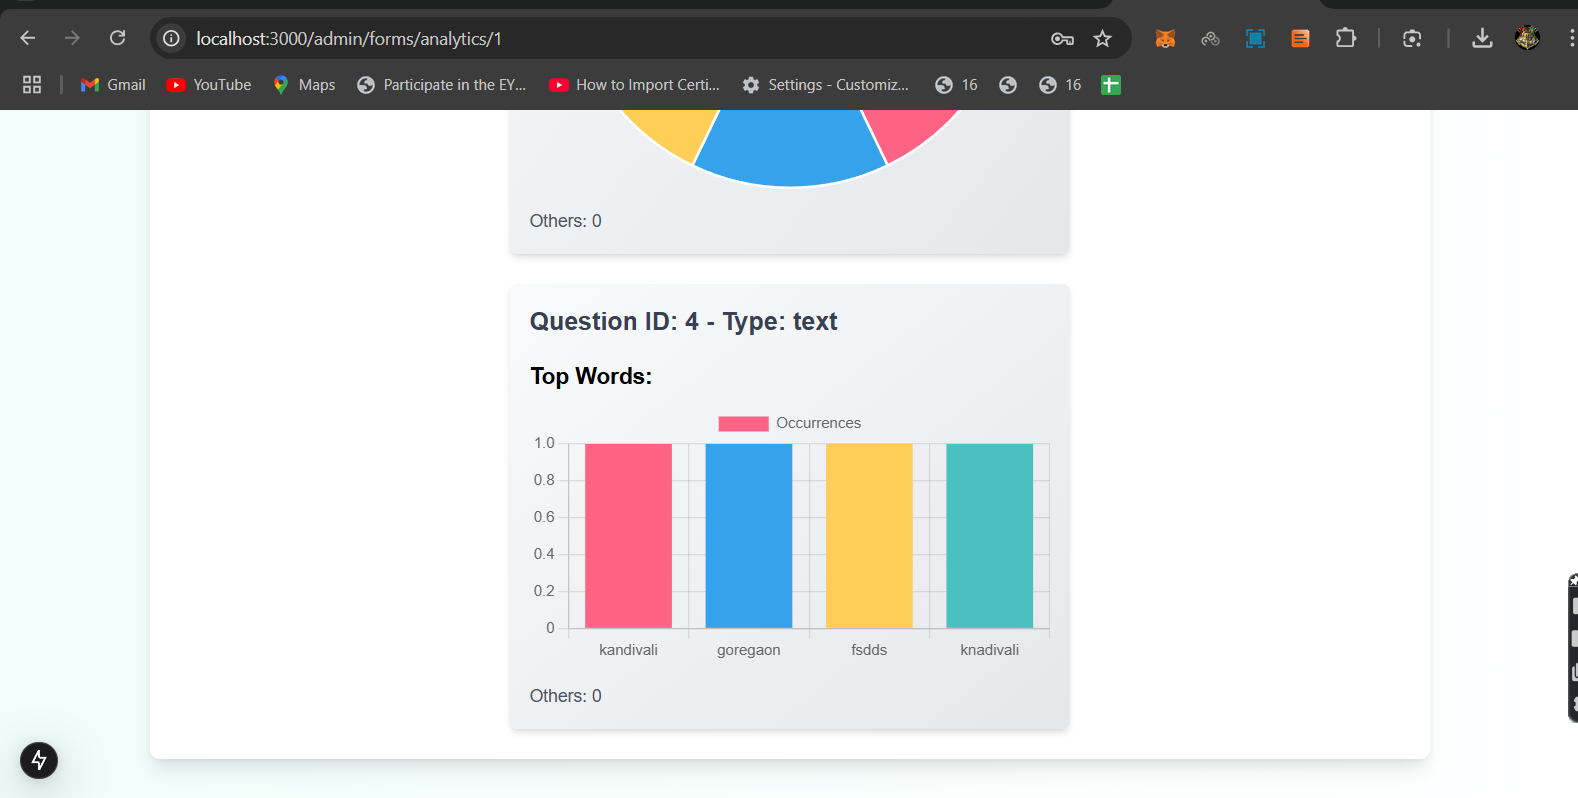 localhost:3000/admin/forms/analytics/1
Gmail
YouTube
Maps
Participate in the EY...
How to Import Certi...
Settings - Customiz...
16
16
Others: 0
Question ID: 4 - Type: text
Top Words:
Occurrences
1.0
0.8
0.6
0.4
0.2
0
kandivali
goregaon
fsdds
knadivali
Others: 0